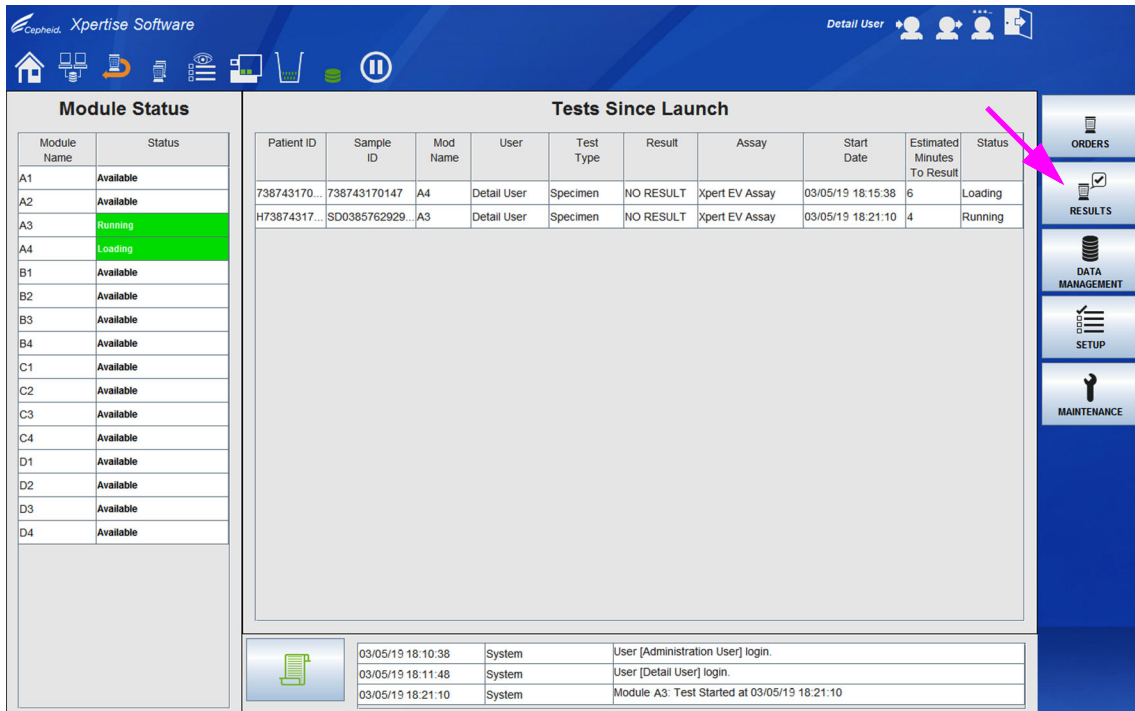 Cepheid. Xpertise Software
Detail User
Module Status
Module Name Status
A1 Available
A2 Available
A3 Running
A4 Loading
B1 Available
B2 Available
B3 Available
B4 Available
C1 Available
C2 Available
C3 Available
C4 Available
D1 Available
D2 Available
D3 Available
D4 Available
Tests Since Launch
Patient ID Sample ID Mod Name User Test Type Result Assay Start Date Estimated Minutes To Result Status
738743170... 738743170147 A4 Detail User Specimen NO RESULT Xpert EV Assay 03/05/19 18:15:38 6 Loading
H73874317... SD0385762929... A3 Detail User Specimen NO RESULT Xpert EV Assay 03/05/19 18:21:10 4 Running
03/05/19 18:10:38 System User [Administration User] login.
03/05/19 18:11:48 System User [Detail User] login.
03/05/19 18:21:10 System Module A3: Test Started at 03/05/19 18:21:10
ORDERS
RESULTS
DATA
MANAGEMENT
SETUP
MAINTENANCE